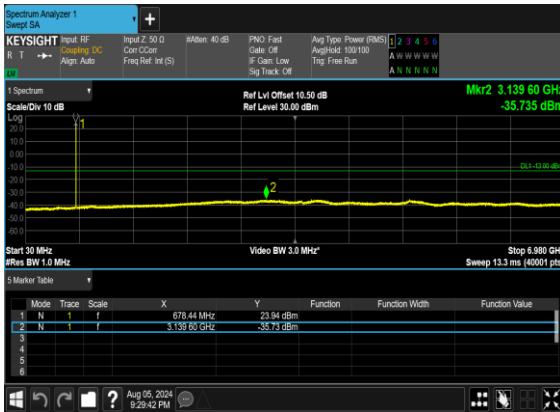 Spectrum Analyzer 1
Swept SA
+
KEYSIGHT
R T
Input: RF
Coupling: DC
Align: Auto
Input Z: 50 Ω
Corr CCorr
Freq Ref: Int (S)
#Atten: 40 dB
PNO: Fast
Gate: Off
IF Gain: Low
Sig Track: Off
Avg Type: Power (RMS)
Avg|Hold: 100/100
Trig: Free Run
1 2 3 4 5 6
A W W W W W
A N N N N N
1 Spectrum
Scale/Div 10 dB
Ref Lvl Offset 10.50 dB
Ref Level 30.00 dBm
Mkr2 3.139 60 GHz
-35.735 dBm
Log
20.0
10.0
0.00
-10.0
-20.0
-30.0
-40.0
-50.0
-60.0
1
2
DL1 -13.00 dBm
Start 30 MHz
#Res BW 1.0 MHz
Video BW 3.0 MHz*
Stop 6.980 GHz
Sweep 13.3 ms (40001 pts)
5 Marker Table
Mode Trace Scale X Y Function Function Width Function Value
1 N 1 f 678.44 MHz 23.94 dBm
2 N 1 f 3.139 60 GHz -35.73 dBm
3
4
5
6
?
Aug 05, 2024
9:29:42 PM